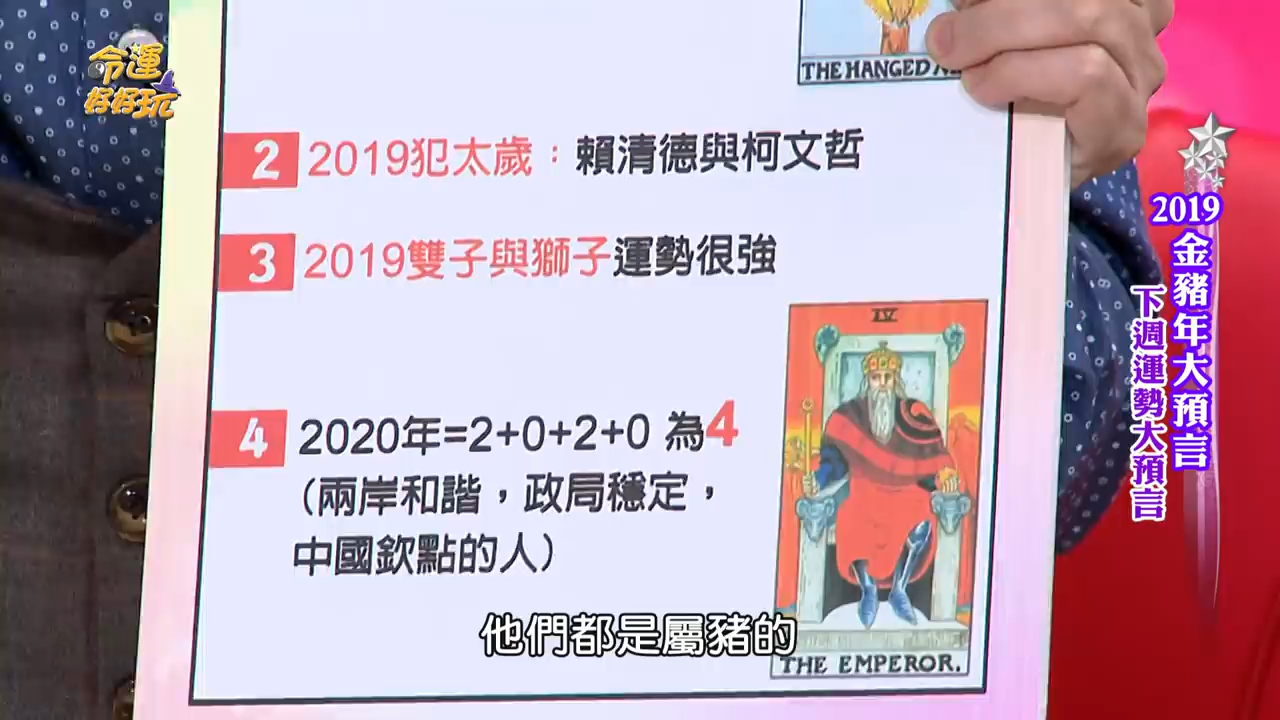 命運
好好玩
THE HANGED
2 2019犯太歲：賴清德與柯文哲
3 2019雙子與獅子運勢很強
4 2020年=2+0+2+0 為4
(兩岸和諧，政局穩定，
中國欽點的人)
IV
THE EMPEROR.
2019金豬年大預言
下週運勢大預言
他們都是屬豬的